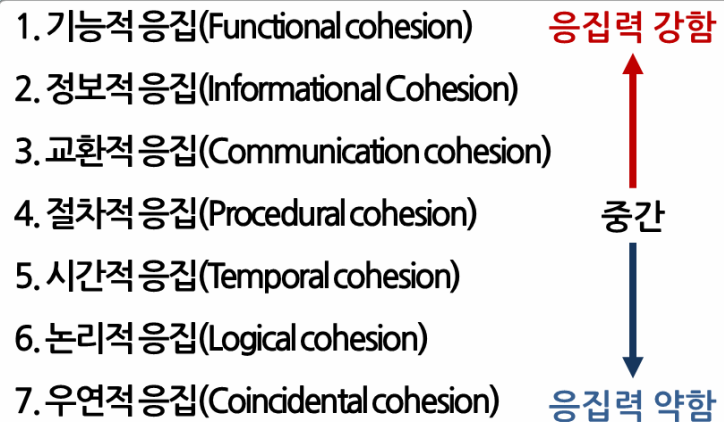 1. 기능적 응집(Functional cohesion)
응집력 강함
2. 정보적 응집(Informational Cohesion)
3. 교환적 응집(Communication cohesion)
4. 절차적 응집(Procedural cohesion)
중간
5. 시간적 응집(Temporal cohesion)
6. 논리적 응집(Logical cohesion)
7. 우연적 응집(Coincidental cohesion)
응집력 약함